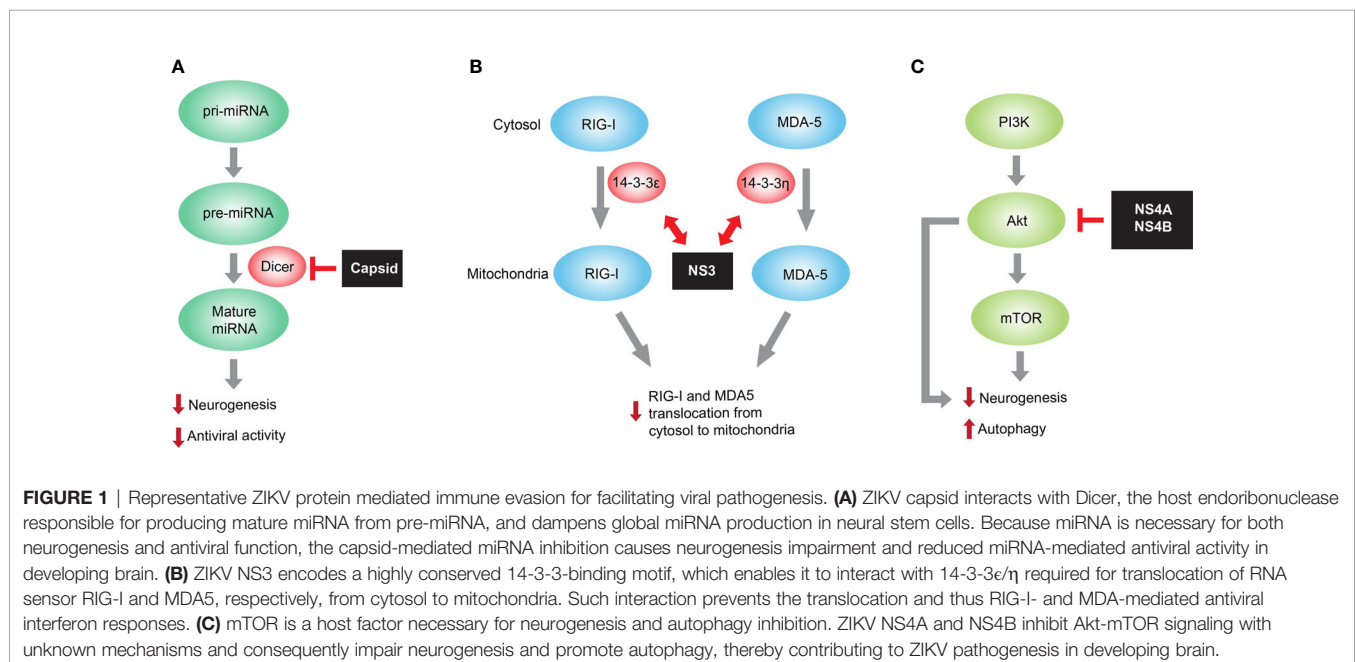 A
pri-miRNA
pre-miRNA
Dicer
Capsid
Mature
miRNA
Neurogenesis
Antiviral activity
B
Cytosol
RIG-I
MDA-5
14-3-3ε
14-3-3η
Mitochondria
RIG-I
NS3
MDA-5
RIG-I and MDA5
translocation from
cytosol to mitochondria
C
PI3K
Akt
NS4A
NS4B
mTOR
Neurogenesis
Autophagy
FIGURE 1 | Representative ZIKV protein mediated immune evasion for facilitating viral pathogenesis. (A) ZIKV capsid interacts with Dicer, the host endoribonuclease
responsible for producing mature miRNA from pre-miRNA, and dampens global miRNA production in neural stem cells. Because miRNA is necessary for both
neurogenesis and antiviral function, the capsid-mediated miRNA inhibition causes neurogenesis impairment and reduced miRNA-mediated antiviral activity in
developing brain. (B) ZIKV NS3 encodes a highly conserved 14-3-3-binding motif, which enables it to interact with 14-3-3ε/η required for translocation of RNA
sensor RIG-I and MDA5, respectively, from cytosol to mitochondria. Such interaction prevents the translocation and thus RIG-I- and MDA-mediated antiviral
interferon responses. (C) mTOR is a host factor necessary for neurogenesis and autophagy inhibition. ZIKV NS4A and NS4B inhibit Akt-mTOR signaling with
unknown mechanisms and consequently impair neurogenesis and promote autophagy, thereby contributing to ZIKV pathogenesis in developing brain.